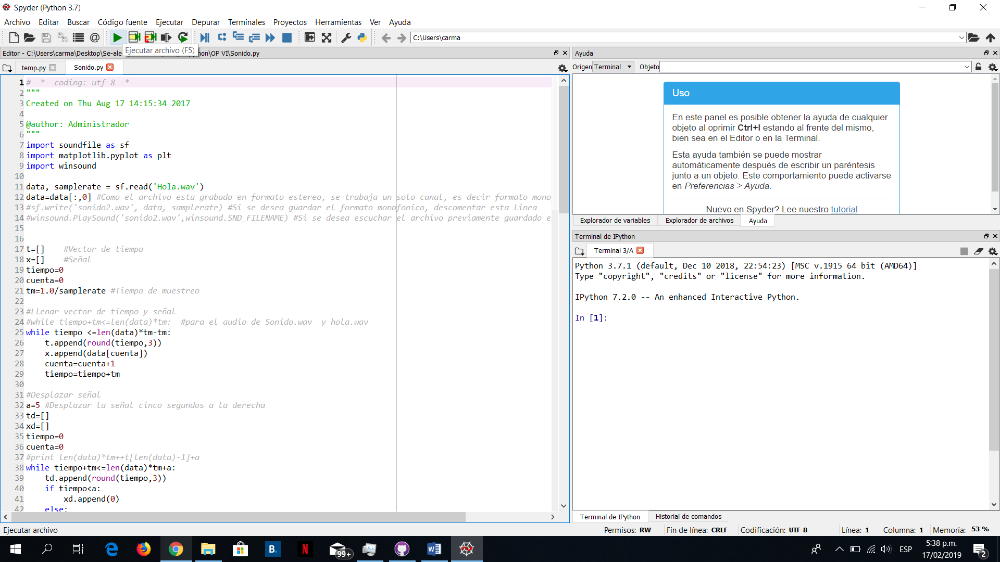 Spyder (Python 3.7)
Archivo Editar Buscar Código fuente Ejecutar Depurar Terminales Proyectos Herramientas Ver Ayuda
C:\Users\carma
Ejecutar archivo (F5)
Editor - C:\Users\carma\Desktop\Se-ale hon\OP VI\Sonido.py
temp.py Sonido.py
1 # -*- coding: utf-8 -*-
2 """
3 Created on Thu Aug 17 14:15:34 2017
4
5 @author: Administrador
6 """
7 import soundfile as sf
8 import matplotlib.pyplot as plt
9 import winsound
10
11 data, samplerate = sf.read('Hola.wav')
12 data=data[:,0] #Como el archivo esta grabado en formato estereo, se trabaja un solo canal, es decir formato mono
13 #sf.write('sonido2.wav', data, samplerate) #Si se desea guardar el formato monofonico, descomentar esta linea
14 #winsound.PlaySound('sonido2.wav',winsound.SND_FILENAME) #Si se desea escuchar el archivo previamente guardado e
15
16
17 t=[] #Vector de tiempo
18 x=[] #Señal
19 tiempo=0
20 cuenta=0
21 tm=1.0/samplerate #Tiempo de muestreo
22
23 #Llenar vector de tiempo y señal
24 #while tiempo+tm<=len(data)*tm: #para el audio de Sonido.wav y hola.wav
25 while tiempo <=len(data)*tm-tm:
26 t.append(round(tiempo,3))
27 x.append(data[cuenta])
28 cuenta=cuenta+1
29 tiempo=tiempo+tm
30
31 #Desplazar señal
32 a=5 #Desplazar la señal cinco segundos a la derecha
33 td=[]
34 xd=[]
35 tiempo=0
36 cuenta=0
37 #print len(data)*tm++t[len(data)-1]+a
38 while tiempo+tm<=len(data)*tm+a:
39 td.append(round(tiempo,3))
40 if tiempo<a:
41 xd.append(0)
42 else:
Ayuda
Origen Terminal Objeto
Uso
En este panel es posible obtener la ayuda de cualquier
objeto al oprimir Ctrl+I estando al frente del mismo,
bien sea en el Editor o en la Terminal.
Esta ayuda también se puede mostrar
automáticamente después de escribir un paréntesis
junto a un objeto. Este comportamiento puede activarse
en Preferencias > Ayuda.
Nuevo en Spyder? Lee nuestro tutorial
Explorador de variables Explorador de archivos Ayuda
Terminal de IPython
Terminal 3/A
Python 3.7.1 (default, Dec 10 2018, 22:54:23) [MSC v.1915 64 bit (AMD64)]
Type "copyright", "credits" or "license" for more information.
IPython 7.2.0 -- An enhanced Interactive Python.
In [1]:
Terminal de IPython Historial de comandos
Ejecutar archivo Permisos: RW Fin de línea: CRLF Codificación: UTF-8 Línea: 1 Columna: 1 Memoria: 53 %
B. N 99+ W ESP
5:38 p.m.
17/02/2019
2